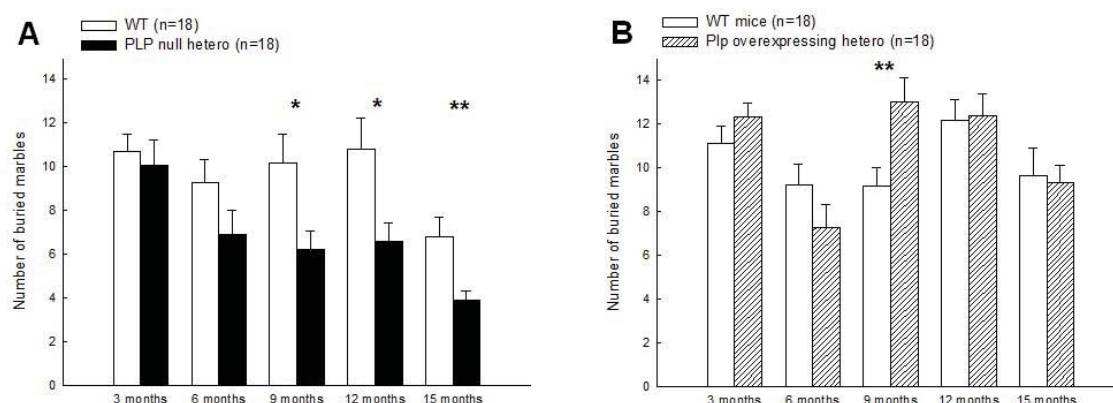 A
WT (n=18)
PLP null hetero (n=18)
Number of buried marbles
14
12
10
8
6
4
2
0
*
*
**
3 months 6 months 9 months 12 months 15 months
B
WT mice (n=18)
Plp overexpressing hetero (n=18)
Number of buried marbles
14
12
10
8
6
4
2
0
**
3 months 6 months 9 months 12 months 15 months